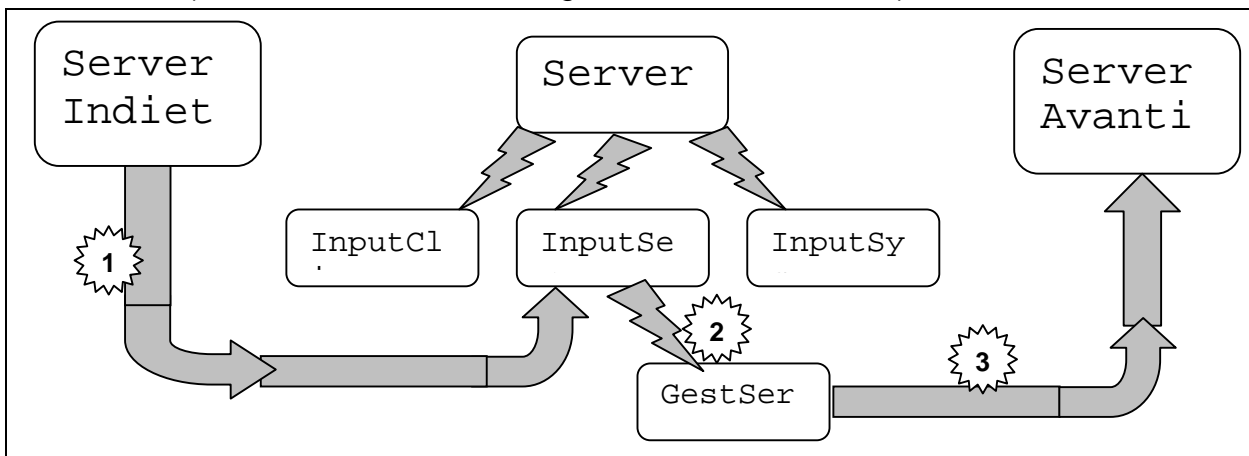 Server
Indiet
Server
Server
Avanti
InputCl
InputSe
InputSy
1
2
3
GestSer